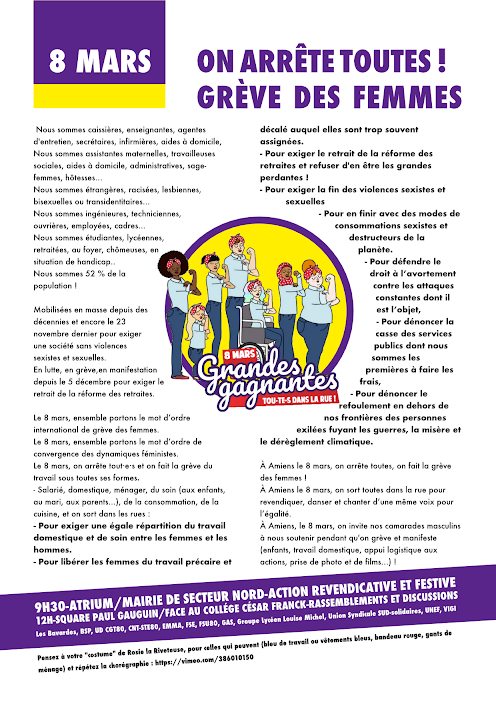 8 MARS
ON ARRÊTE TOUTES !
GRÈVE DES FEMMES
Nous sommes caissières, enseignantes, agentes
d'entretien, secrétaires, infirmières, aides à domicile,
Nous sommes assistantes maternelles, travailleuses
sociales, aides à domicile, administratives, sage-
femmes, hôtesses...
Nous sommes étrangères, racisées, lesbiennes,
bisexuelles ou transidentitaires...
Nous sommes ingénieures, techniciennes,
ouvrières, employées, cadres...
Nous sommes étudiantes, lycéennes,
retraitées, au foyer, chômeuses, en
situation de handicap..
Nous sommes 52 % de la
population !
Mobilisées en masse depuis des
décennies et encore le 23
novembre dernier pour exiger
une société sans violences
sexistes et sexuelles.
En lutte, en grève,en manifestation
depuis le 5 décembre pour exiger le
retrait de la réforme des retraites.
Le 8 mars, ensemble portons le mot d'ordre
international de grève des femmes.
Le 8 mars, ensemble portons le mot d'ordre de
convergence des dynamiques féministes.
Le 8 mars, on arrête tout·e·s et on fait la grève du
travail sous toutes ses formes.
- Salarié, domestique, ménager, du soin (aux enfants,
ou mari, aux parents...), de la consommation, de la
cuisine, et on sort dans les rues :
- Pour exiger une égale répartition du travail
domestique et de soin entre les femmes et les
hommes.
- Pour libérer les femmes du travail précaire et
décalé auquel elles sont trop souvent
assignées.
- Pour exiger le retrait de la réforme des
retraites et refuser d'en être les grandes
perdantes !
- Pour exiger la fin des violences sexistes et
sexuelles
- Pour en finir avec des modes de
consommations sexistes et
destructeurs de la
planète.
- Pour défendre le
droit à l'avortement
contre les attaques
constantes dont il
est l'objet,
- Pour dénoncer la
casse des services
publics dont nous
sommes les
premières à faire les
frais,
- Pour dénoncer le
refoulement en dehors de
nos frontières des personnes
exilées fuyant les guerres, la misère et
le dérèglement climatique.
À Amiens le 8 mars, on arrête toutes, on fait la grève
des femmes !
À Amiens le 8 mars, on sort toutes dans la rue pour
revendiquer, danser et chanter d'une même voix pour
l'égalité.
À Amiens, le 8 mars, on invite nos camarades masculins
à nous soutenir pendant qu'on grève et manifeste
(enfants, travail domestique, appui logistique aux
actions, prise de photo et de films...) !
8 MARS
Grandes
gagnantes
TOU·TE·S DANS LA RUE !
9H30-ATRIUM/MAIRIE DE SECTEUR NORD-ACTION REVENDICATIVE ET FESTIVE
12H-SQUARE PAUL GAUGUIN/FACE AU COLLÉGE CÉSAR FRANCK-RASSEMBLEMENTS ET DISCUSSIONS
Les Bavardes, BSP, UD CGT80, CNT-STE80, EMMA, FSE, FSU80, GAS, Groupe Lycéen Louise Michel, Union Syndicale SUD-solidaires, UNEF, VIGI
Pensez à votre "costume" de Rosie la Riveteuse, pour celles qui peuvent (bleu de travail ou vêtements bleus, bandeau rouge, gants de
ménage) et répétez la chorégraphie : https://vimeo.com/386010150